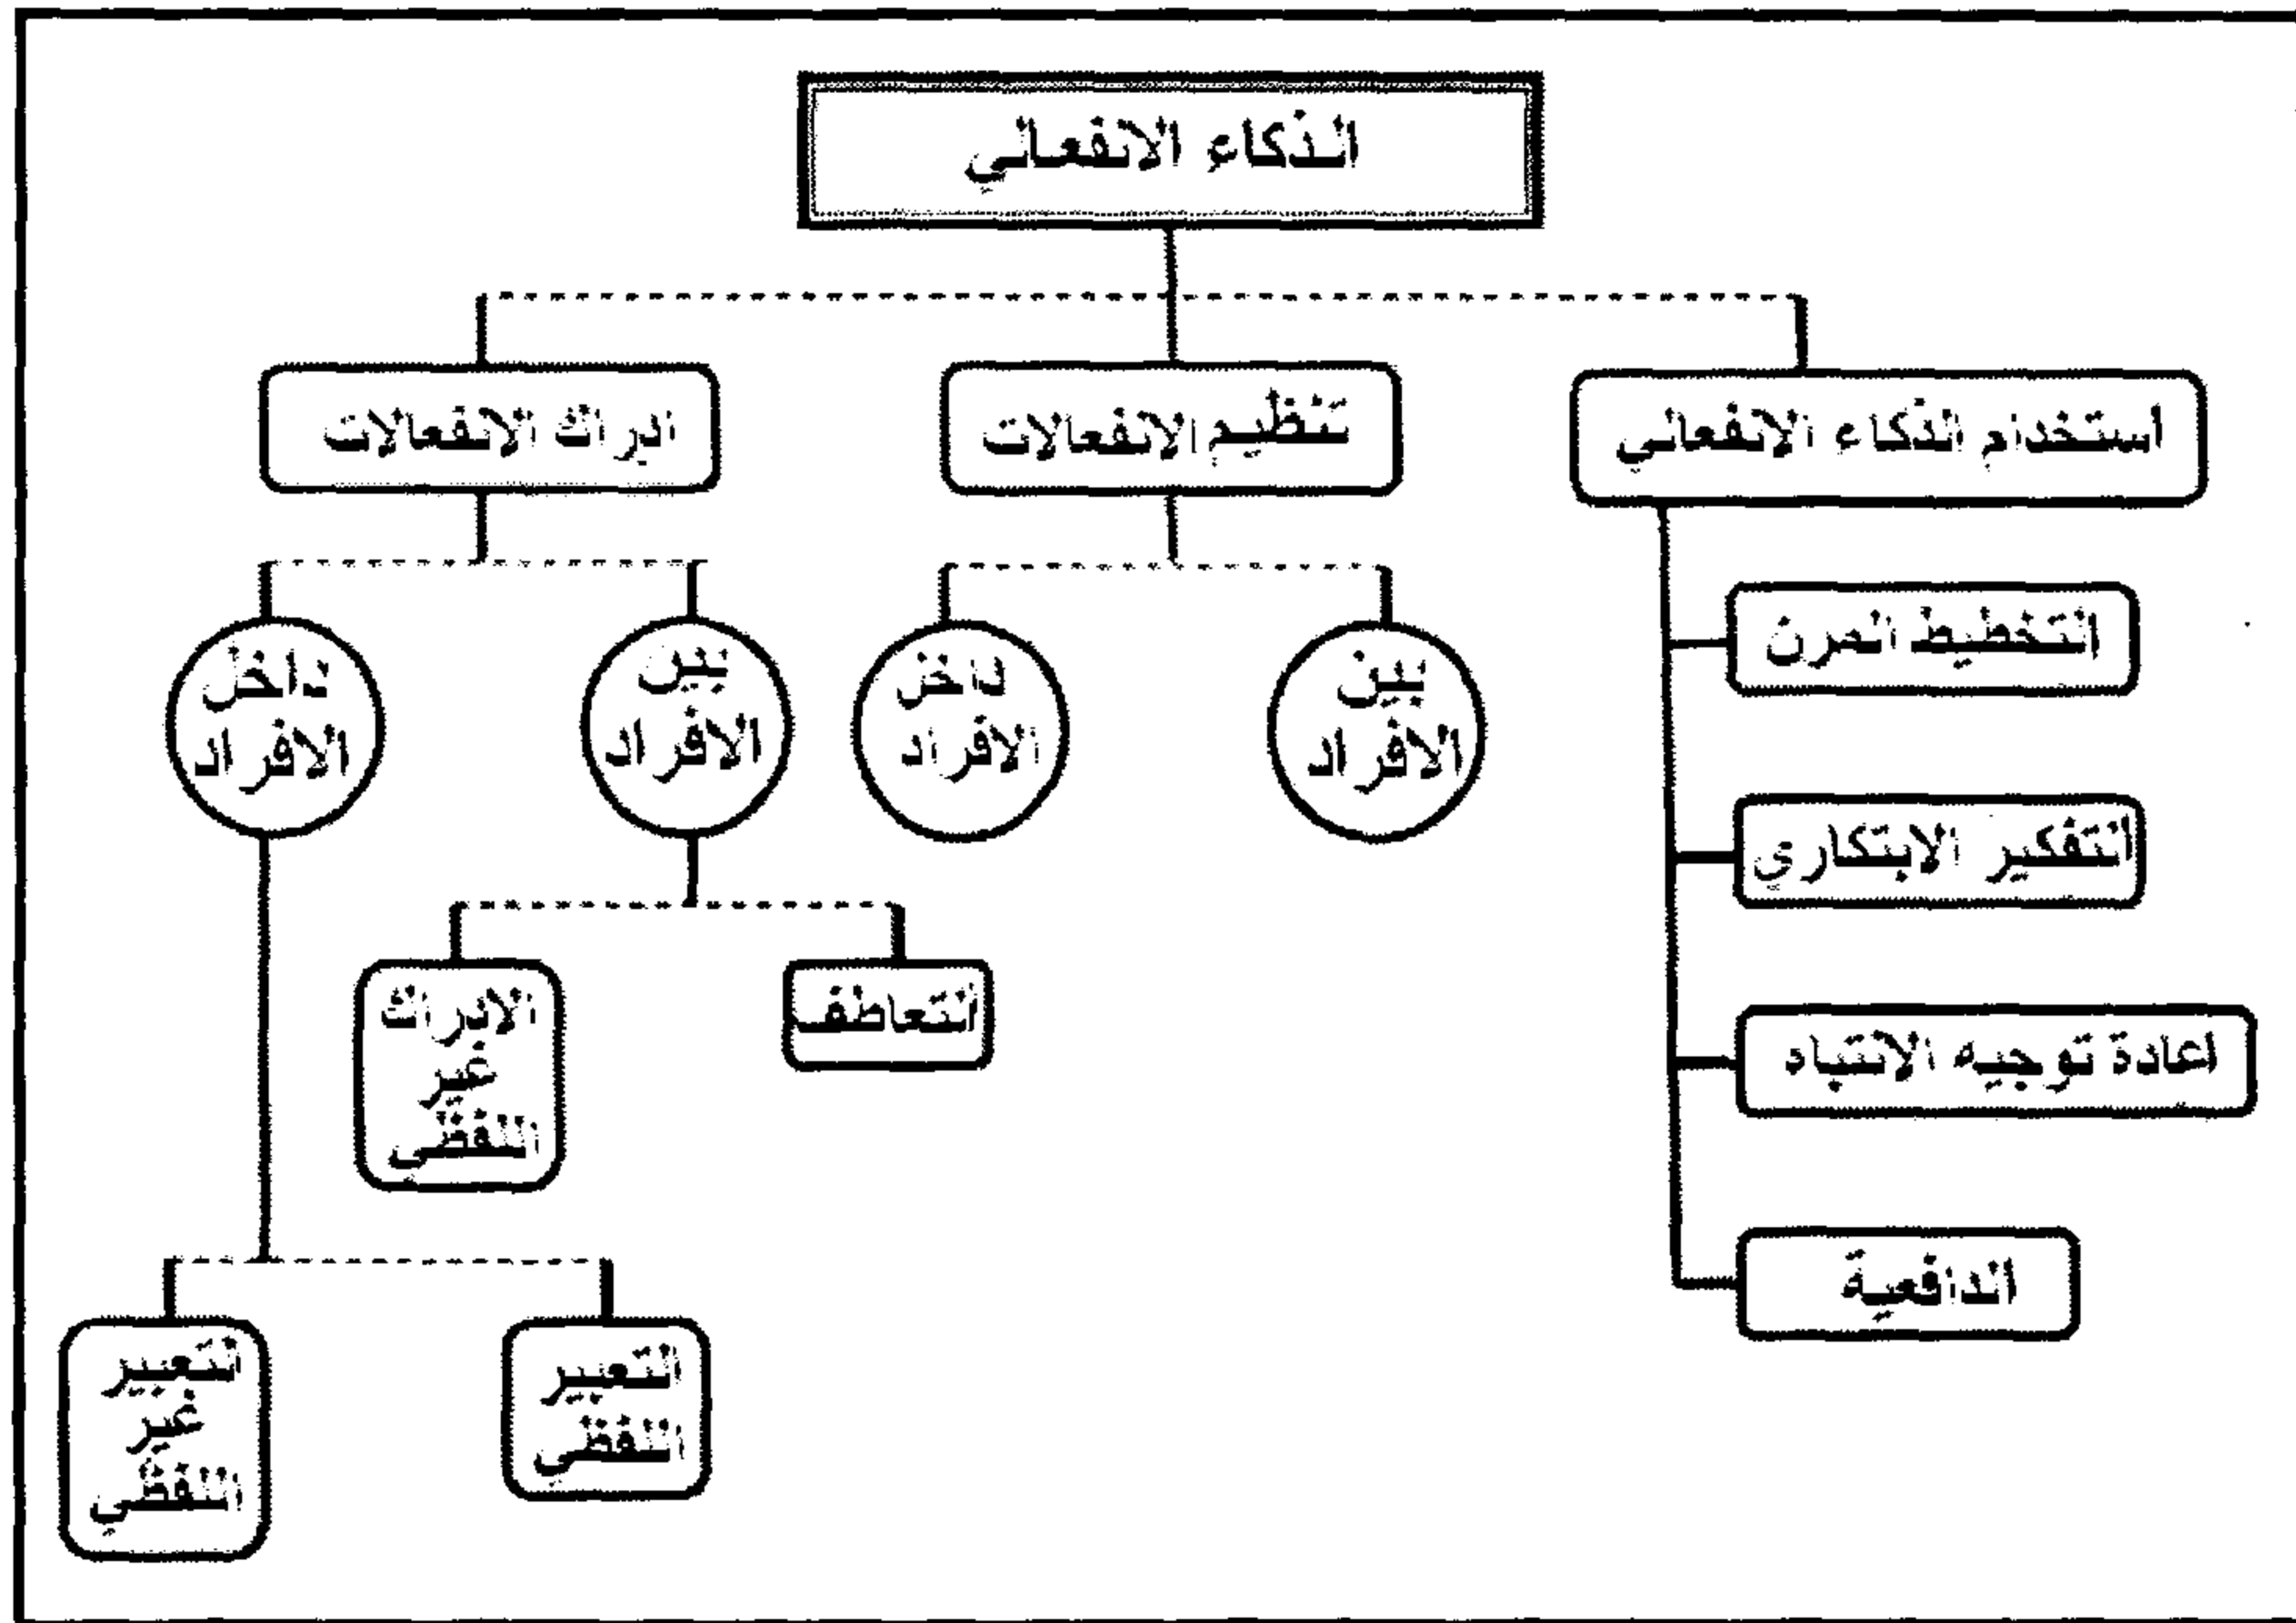 الذكاء الانفعالي
استخدام الذكاء الانفعالي
تنظيم الانفعالات
ادراك الانفعالات
التخطيط المرن
التفكير الابتكاري
اعادة توجيه الانتباه
الدافعية
بين
الافراد
داخل
الافراد
بين
الافراد
داخل
الافراد
التعاطف
الادراك
غير
اللفظي
التعبير
اللفظي
التعبير
غير
اللفظي